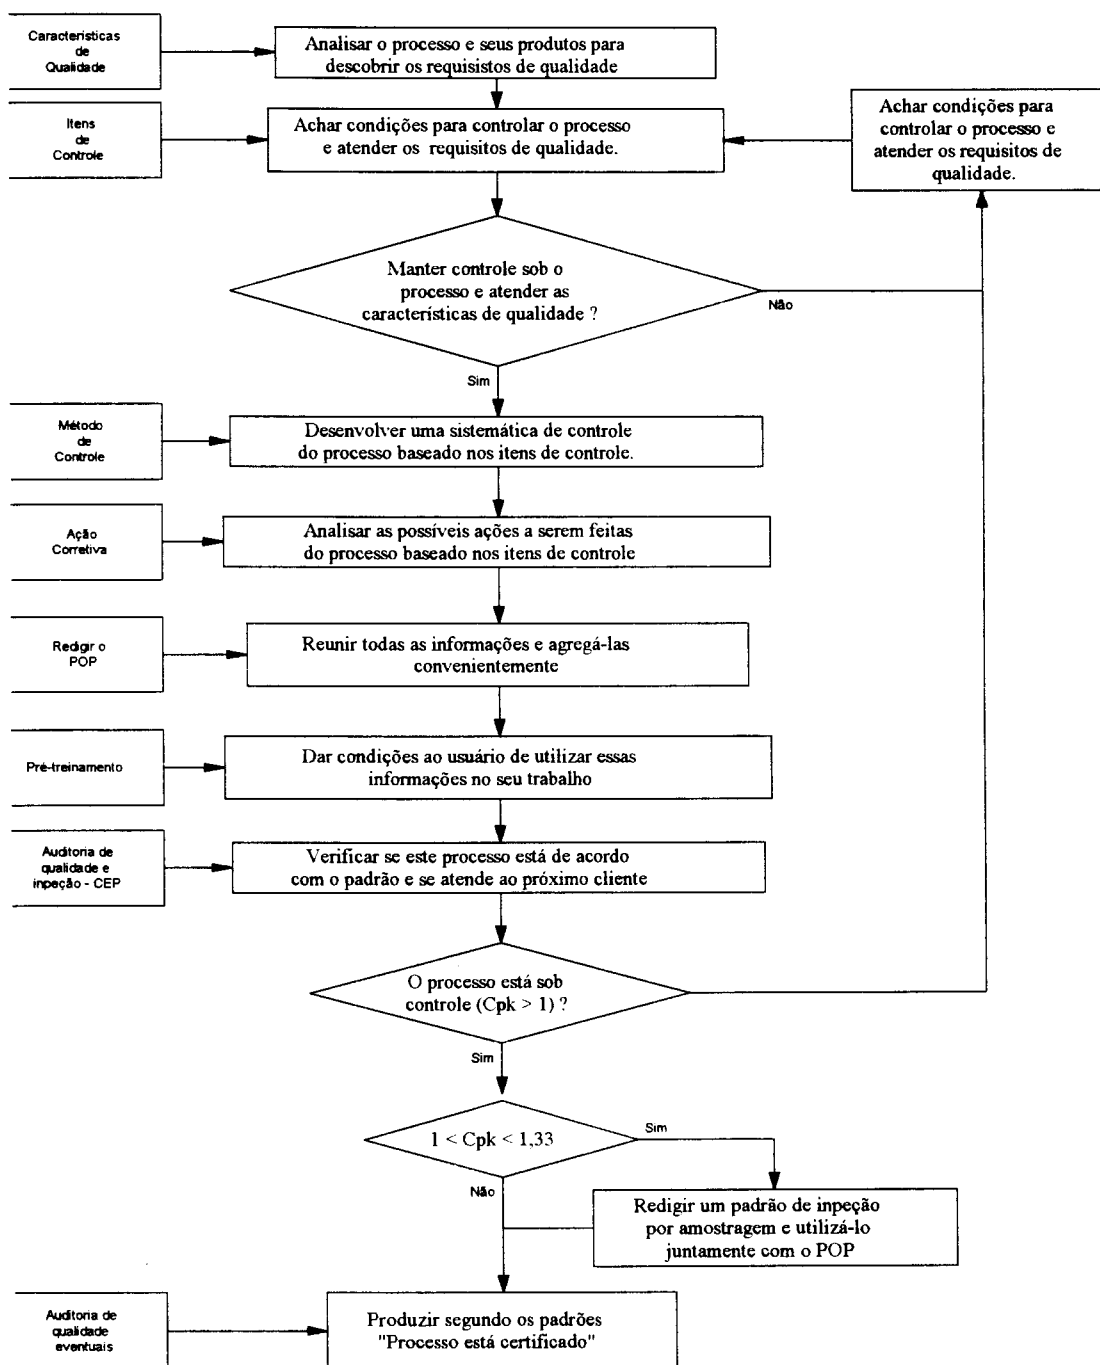 Características
de
Qualidade
Analisar o processo e seus produtos para
descobrir os requisistos de qualidade
Itens
de
Controle
Achar condições para controlar o processo
e atender os requisitos de qualidade.
Achar condições para
controlar o processo e
atender os requisitos de
qualidade.
Manter controle sob o
processo e atender as
características de qualidade ?
Não
Sim
Método
de
Controle
Desenvolver uma sistemática de controle
do processo baseado nos itens de controle.
Ação
Corretiva
Analisar as possíveis ações a serem feitas
do processo baseado nos itens de controle
Redigir o
POP
Reunir todas as informações e agregá-las
convenientemente
Pré-treinamento
Dar condições ao usuário de utilizar essas
informações no seu trabalho
Auditoria de
qualidade e
inpeção - CEP
Verificar se este processo está de acordo
com o padrão e se atende ao próximo cliente
O processo está sob
controle (Cpk > 1) ?
Sim
1 < Cpk < 1,33
Sim
Não
Redigir um padrão de inpeção
por amostragem e utilizá-lo
juntamente com o POP
Auditoria de
qualidade
eventuais
Produzir segundo os padrões
"Processo está certificado"